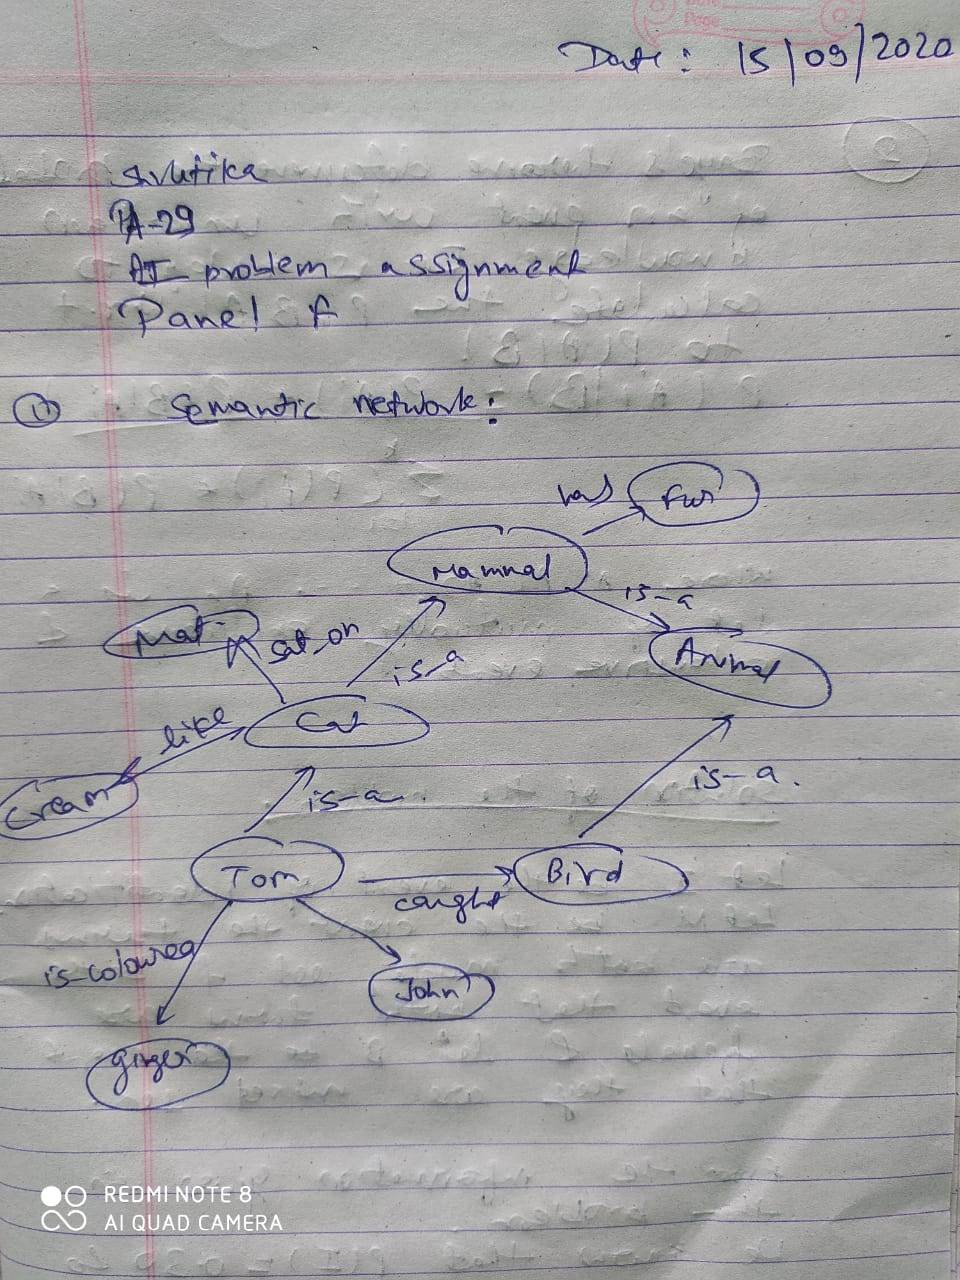 Date: 15/09/2020
Shrutika
PA-29
AI problem assignment
Panel A
① Semantic network:
has Fur
Mammal
is-a
Mat sat_on
is-a Animal
like Cat
Cream is-a.
is-a.
Tom Bird
caught
is-coloured
John
ginger
REDMI NOTE 8
AI QUAD CAMERA